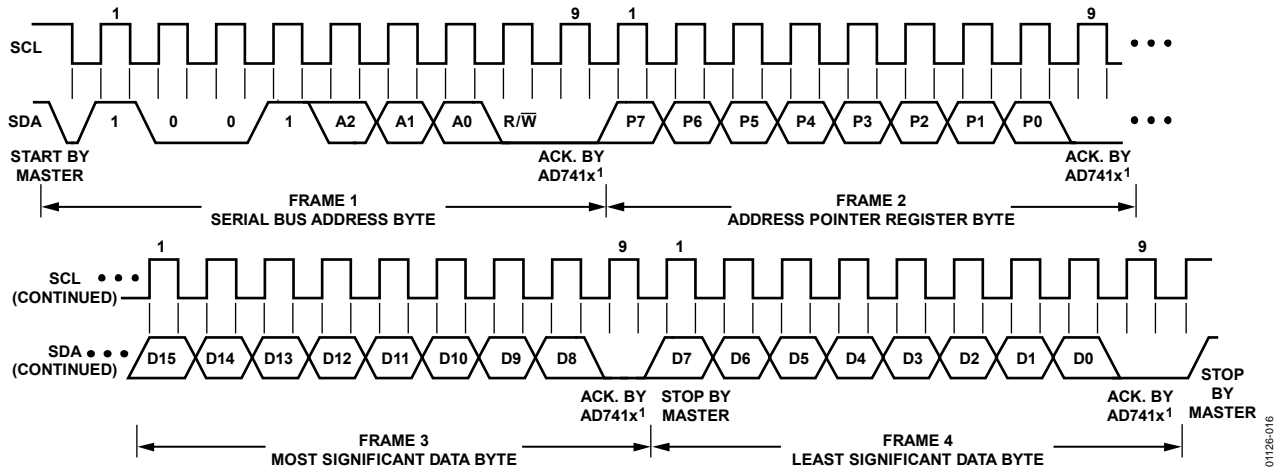 1 9 1 9
SCL
SDA 1 0 0 1 A2 A1 A0 R/W̅ P7 P6 P5 P4 P3 P2 P1 P0
START BY MASTER
ACK. BY AD741x¹
ACK. BY AD741x¹
FRAME 1
SERIAL BUS ADDRESS BYTE
FRAME 2
ADDRESS POINTER REGISTER BYTE
1 9 1 9
SCL (CONTINUED)
SDA (CONTINUED) D15 D14 D13 D12 D11 D10 D9 D8 D7 D6 D5 D4 D3 D2 D1 D0
ACK. BY AD741x¹
STOP BY MASTER
ACK. BY AD741x¹
STOP BY MASTER
FRAME 3
MOST SIGNIFICANT DATA BYTE
FRAME 4
LEAST SIGNIFICANT DATA BYTE
01126-016